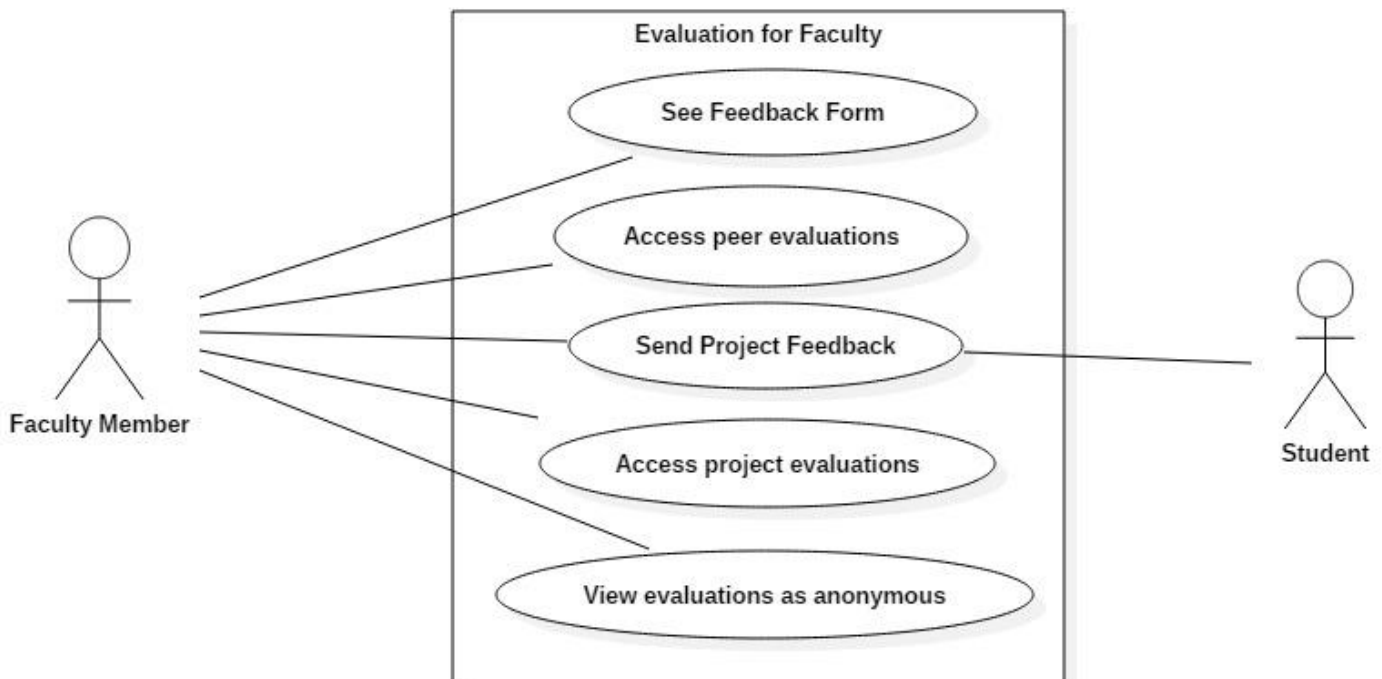 Evaluation for Faculty
See Feedback Form
Access peer evaluations
Send Project Feedback
Faculty Member
Student
Access project evaluations
View evaluations as anonymous